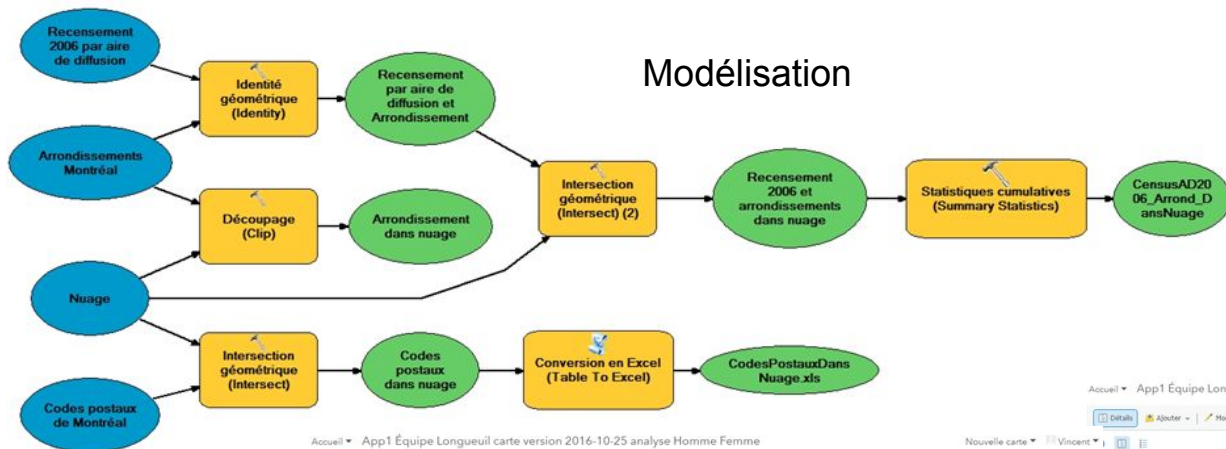 Modélisation
Recensement
2006 par aire
de diffusion
Identité
géométrique
(Identity)
Recensement
par aire de
diffusion et
Arrondissement
Arrondissements
Montréal
Découpage
(Clip)
Arrondissement
dans nuage
Intersection
géométrique
(Intersect) (2)
Recensement
2006 et
arrondissements
dans nuage
Statistiques cumulatives
(Summary Statistics)
CensusAD20
06_Arrond_D
ansNuage
Nuage
Intersection
géométrique
(Intersect)
Codes
postaux
dans nuage
Conversion en Excel
(Table To Excel)
CodesPostauxDans
Nuage.xls
Codes postaux
de Montréal
Accueil App1 Équipe Lon
Détails Ajouter Mo
Accueil App1 Équipe Longueuil carte version 2016-10-25 analyse Homme Femme
Nouvelle carte Vincent